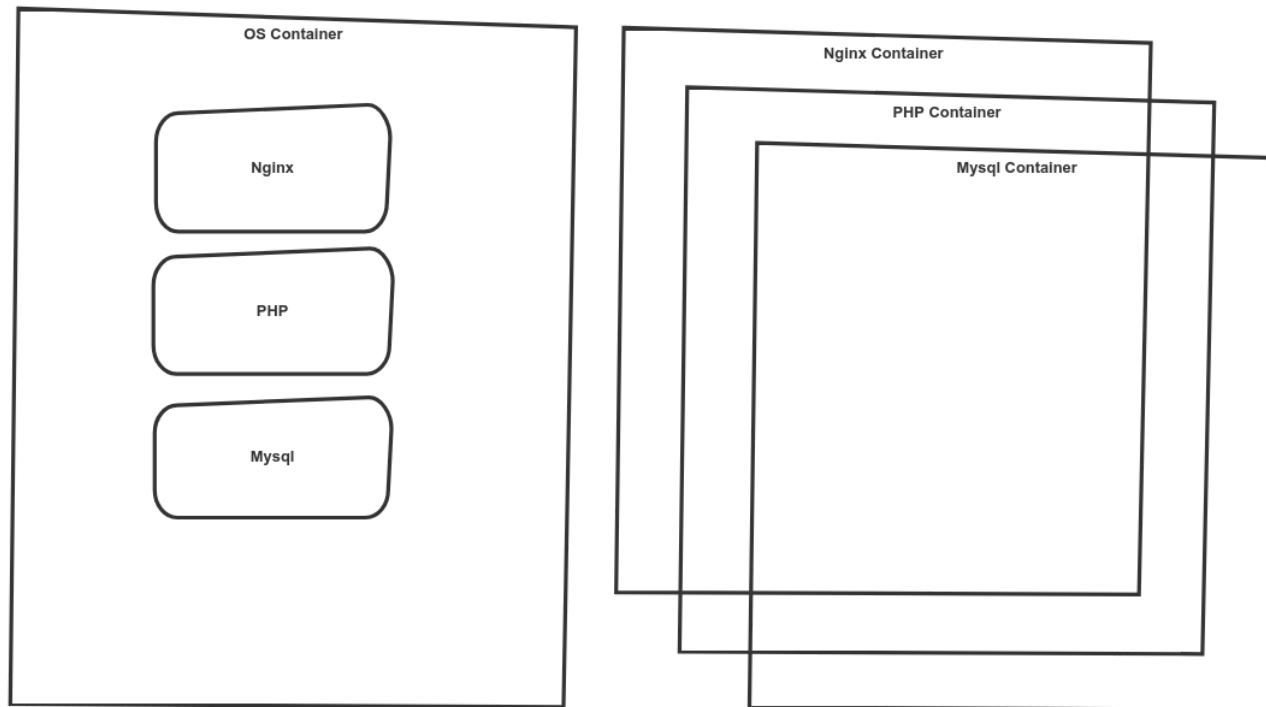 OS Container
Nginx
PHP
Mysql
Nginx Container
PHP Container
Mysql Container